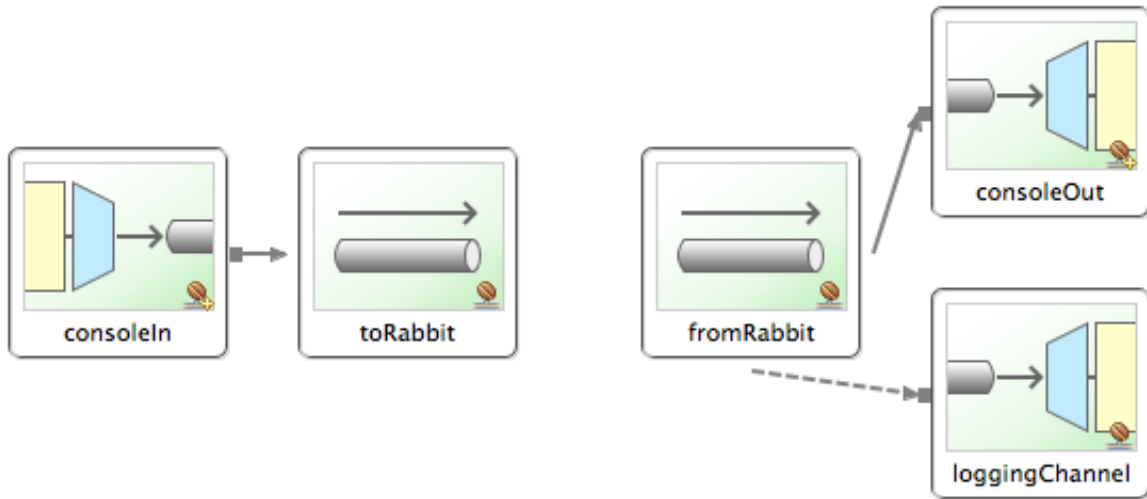 consoleIn
toRabbit
fromRabbit
consoleOut
loggingChannel